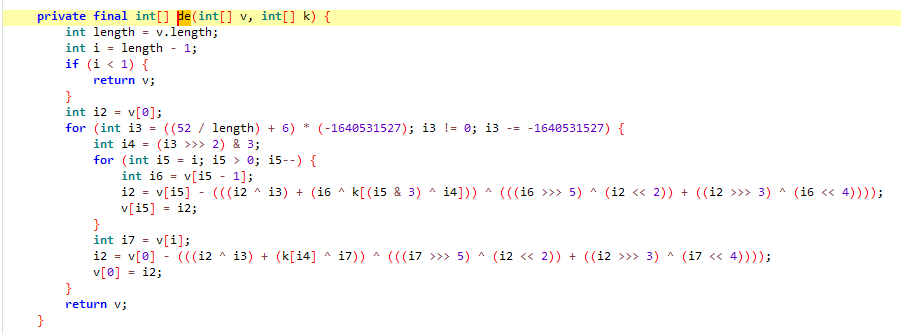 private final int[] de(int[] v, int[] k) {
int length = v.length;
int i = length - 1;
if (i < 1) {
return v;
}
int i2 = v[0];
for (int i3 = ((52 / length) + 6) * (-1640531527); i3 != 0; i3 -= -1640531527) {
int i4 = (i3 >>> 2) & 3;
for (int i5 = i; i5 > 0; i5--) {
int i6 = v[i5 - 1];
i2 = v[i5] - (((i2 ^ i3) + (i6 ^ k[(i5 & 3) ^ i4])) ^ (((i6 >>> 5) ^ (i2 << 2)) + ((i2 >>> 3) ^ (i6 << 4))));
v[i5] = i2;
}
int i7 = v[i];
i2 = v[0] - (((i2 ^ i3) + (k[i4] ^ i7)) ^ (((i7 >>> 5) ^ (i2 << 2)) + ((i2 >>> 3) ^ (i7 << 4))));
v[0] = i2;
}
return v;
}